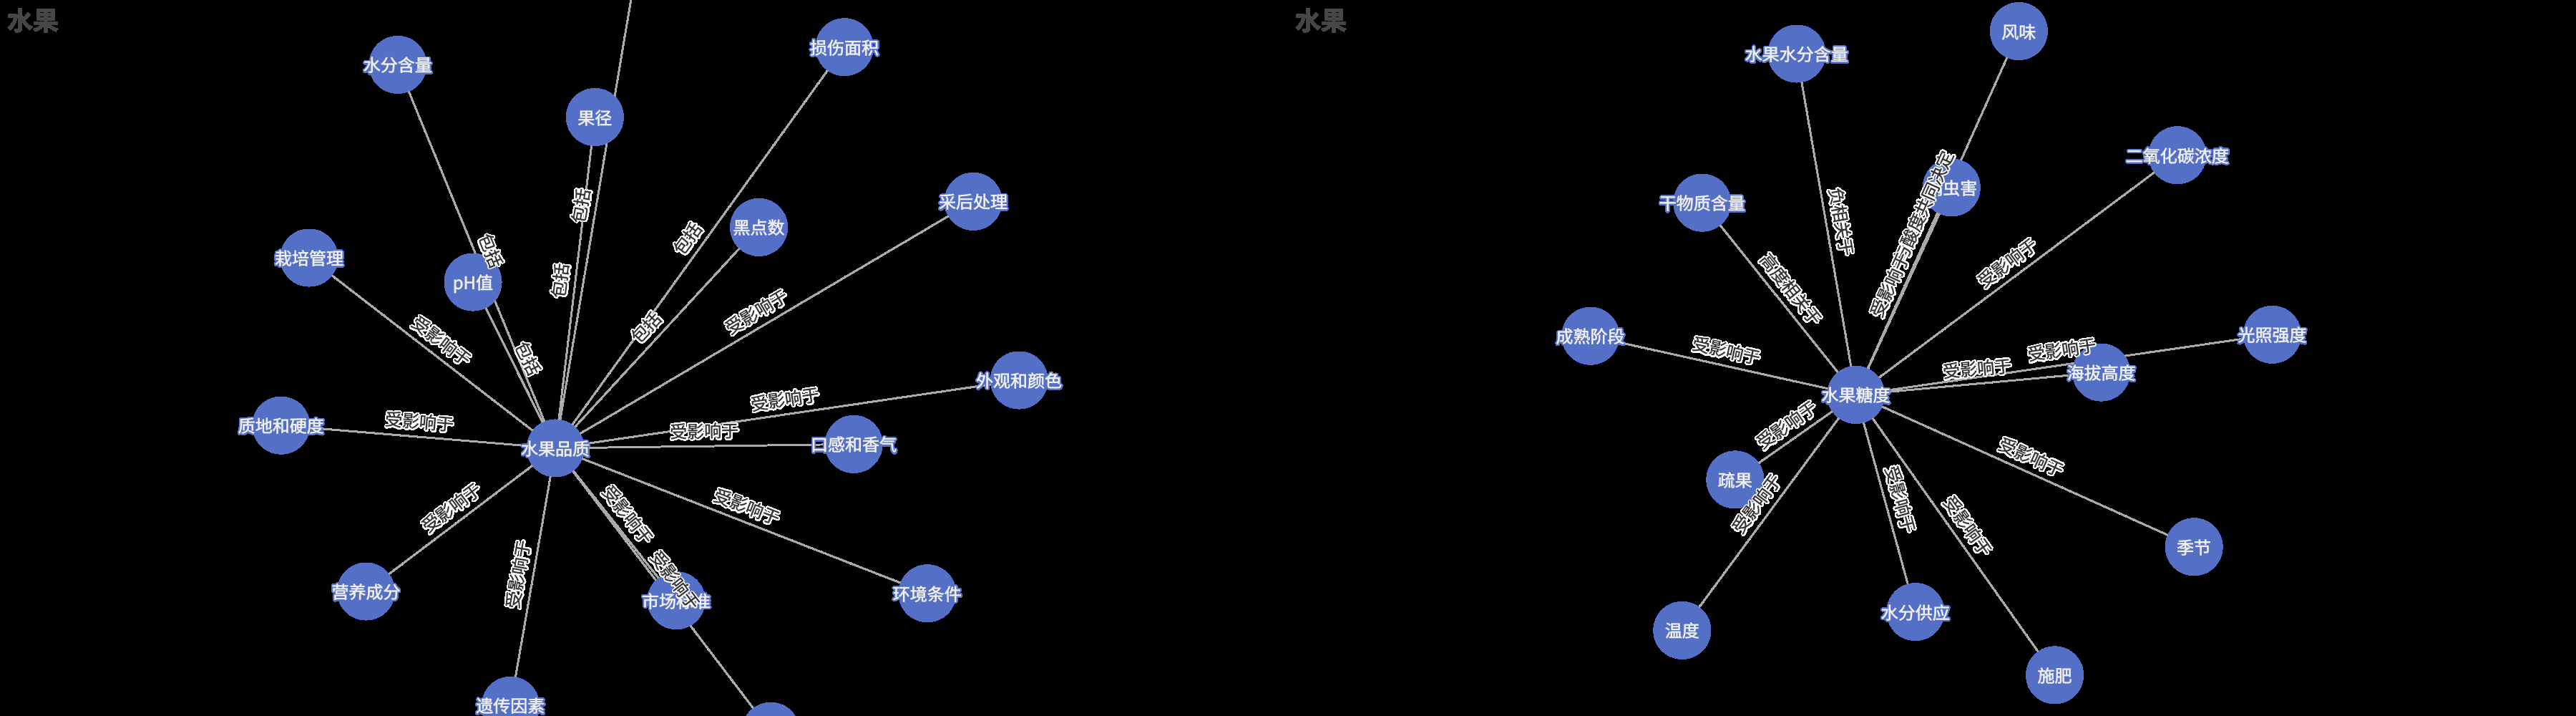 水果
水分含量
损伤面积
果径
包括
采后处理
黑点数
包括
栽培管理
包括
pH值
包括
受影响于
包括
受影响于
包括
外观和颜色
受影响于
质地和硬度
受影响于
受影响于
口感和香气
水果品质
受影响于
受影响于
受影响于
营养成分
受影响于
市场标准
受影响于
环境条件
遗传因素
水果
风味
水果水分含量
二氧化碳浓度
虫害
干物质含量
负相关于
受影响于
与酸度共同决定
受影响于
高度相关于
成熟阶段
受影响于
光照强度
受影响于
受影响于
海拔高度
水果糖度
受影响于
受影响于
疏果
受影响于
受影响于
受影响于
季节
水分供应
温度
施肥